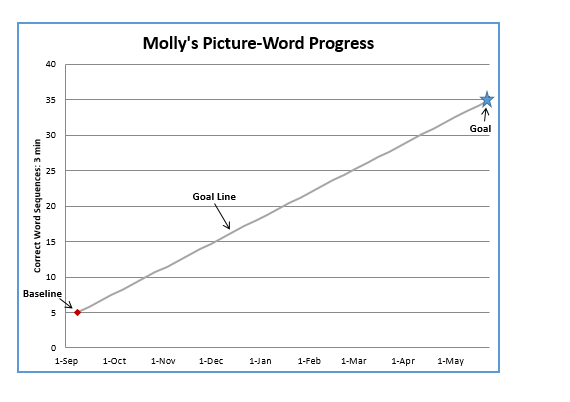 Molly's Picture-Word Progress
40
35
30
25
20
15
10
5
0
Correct Word Sequences: 3 min
Goal
Goal Line
Baseline
1-Sep 1-Oct 1-Nov 1-Dec 1-Jan 1-Feb 1-Mar 1-Apr 1-May